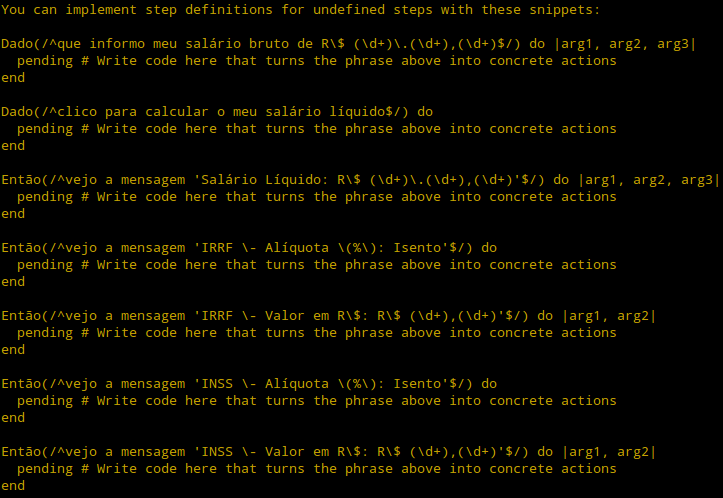 You can implement step definitions for undefined steps with these snippets:
Dado(/^que informo meu salário bruto de R\$ (\d+)\.(\d+),(\d+)$/) do |arg1, arg2, arg3|
pending # Write code here that turns the phrase above into concrete actions
end
Dado(/^clico para calcular o meu salário líquido$/) do
pending # Write code here that turns the phrase above into concrete actions
end
Então(/^vejo a mensagem 'Salário Líquido: R\$ (\d+)\.(\d+),(\d+)'$/) do |arg1, arg2, arg3|
pending # Write code here that turns the phrase above into concrete actions
end
Então(/^vejo a mensagem 'IRRF \- Alíquota \(%\): Isento'$/) do
pending # Write code here that turns the phrase above into concrete actions
end
Então(/^vejo a mensagem 'IRRF \- Valor em R\$: R\$ (\d+),(\d+)'$/) do |arg1, arg2|
pending # Write code here that turns the phrase above into concrete actions
end
Então(/^vejo a mensagem 'INSS \- Alíquota \(%\): Isento'$/) do
pending # Write code here that turns the phrase above into concrete actions
end
Então(/^vejo a mensagem 'INSS \- Valor em R\$: R\$ (\d+),(\d+)'$/) do |arg1, arg2|
pending # Write code here that turns the phrase above into concrete actions
end